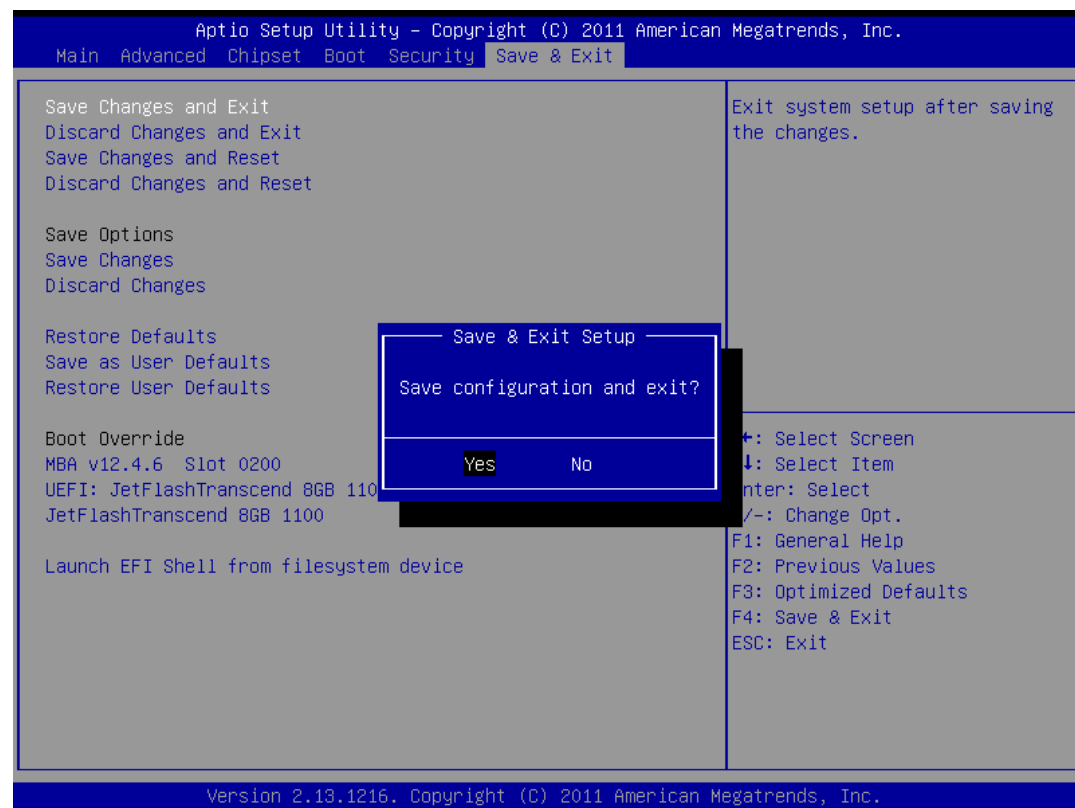 Aptio Setup Utility – Copyright (C) 2011 American Megatrends, Inc.
Main Advanced Chipset Boot Security Save & Exit
Save Changes and Exit
Discard Changes and Exit
Save Changes and Reset
Discard Changes and Reset
Save Options
Save Changes
Discard Changes
Restore Defaults
Save as User Defaults
Restore User Defaults
Boot Override
MBA v12.4.6 Slot 0200
UEFI: JetFlashTranscend 8GB 110
JetFlashTranscend 8GB 1100
Launch EFI Shell from filesystem device
Save & Exit Setup
Save configuration and exit?
Yes No
Exit system setup after saving
the changes.
: Select Screen
: Select Item
nter: Select
/-: Change Opt.
F1: General Help
F2: Previous Values
F3: Optimized Defaults
F4: Save & Exit
ESC: Exit
Version 2.13.1216. Copyright (C) 2011 American Megatrends, Inc.